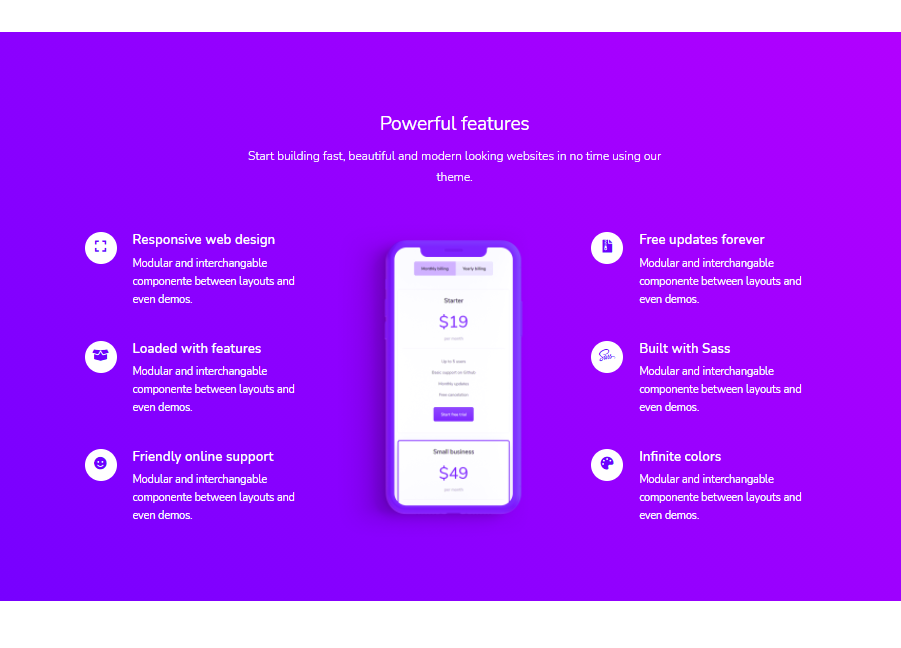 Powerful features
Start building fast, beautiful and modern looking websites in no time using our
theme.
Responsive web design
Modular and interchangable
componente between layouts and
even demos.
Loaded with features
Modular and interchangable
componente between layouts and
even demos.
Friendly online support
Modular and interchangable
componente between layouts and
even demos.
Monthly billing Yearly billing
Starter
$19
per month
Up to 5 users
Basic support on Github
Monthly updates
Free cancelation
Start free trial
Small business
$49
per month
Free updates forever
Modular and interchangable
componente between layouts and
even demos.
Sass
Built with Sass
Modular and interchangable
componente between layouts and
even demos.
Infinite colors
Modular and interchangable
componente between layouts and
even demos.